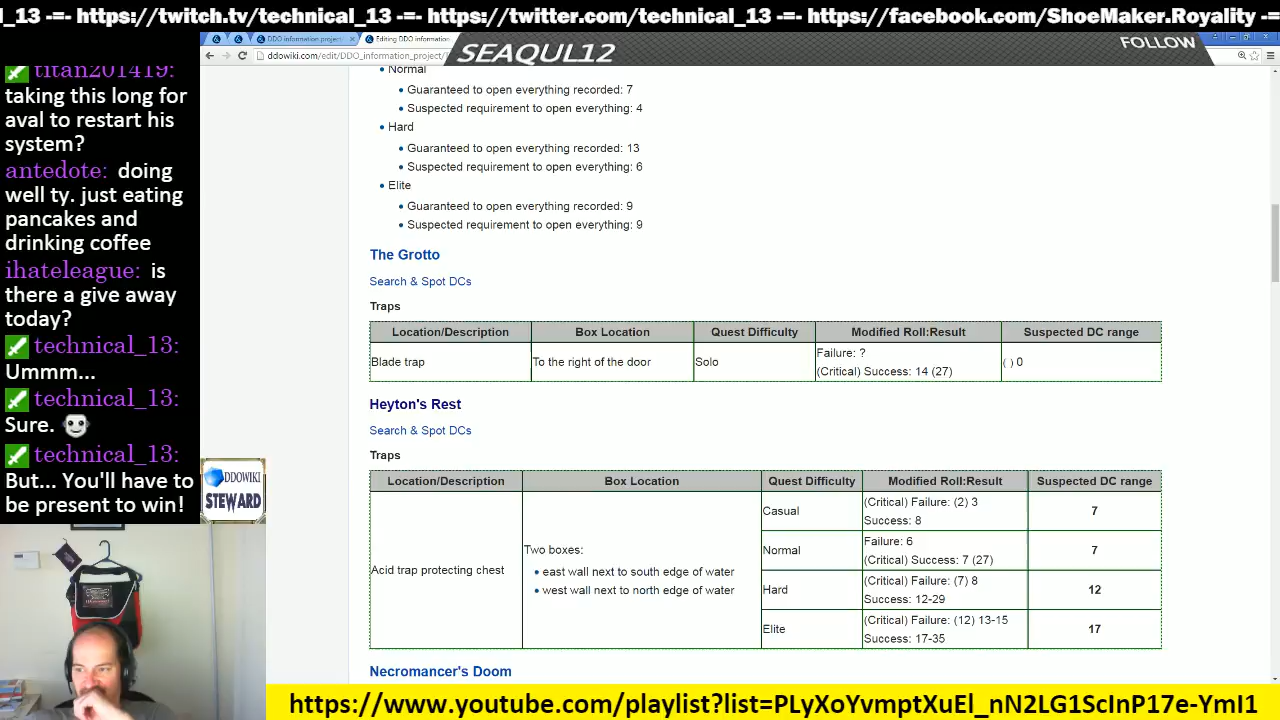 l_13 -=- https://twitch.tv/technical_13 -=- https://twitter.com/technical_13 -=- https://facebook.com/ShoeMaker.Royality -=
DDO information project
Editing DDO informat
SEAQUL12
FOLLOW
ddowiki.com/edit/DDO_information_project/
titan201419:
taking this long for
aval to restart his
system?
antedote: doing
well ty. just eating
pancakes and
drinking coffee
ihateleague: is
there a give away
today?
technical_13:
Ummm...
technical_13:
Sure.
technical_13:
But... You'll have to
be present to win!
DDOWIKI
STEWARD
Normal
Guaranteed to open everything recorded: 7
Suspected requirement to open everything: 4
Hard
Guaranteed to open everything recorded: 13
Suspected requirement to open everything: 6
Elite
Guaranteed to open everything recorded: 9
Suspected requirement to open everything: 9
The Grotto
Search & Spot DCs
Traps
Location/Description Box Location Quest Difficulty Modified Roll:Result Suspected DC range
Blade trap To the right of the door Solo Failure: ? ( ) 0
(Critical) Success: 14 (27)
Heyton's Rest
Search & Spot DCs
Traps
Location/Description Box Location Quest Difficulty Modified Roll:Result Suspected DC range
Acid trap protecting chest
Two boxes:
east wall next to south edge of water
west wall next to north edge of water
Casual (Critical) Failure: (2) 3 7
Success: 8
Normal Failure: 6 7
(Critical) Success: 7 (27)
Hard (Critical) Failure: (7) 8 12
Success: 12-29
Elite (Critical) Failure: (12) 13-15 17
Success: 17-35
Necromancer's Doom
https://www.youtube.com/playlist?list=PLyXoYvmptXuEl_nN2LG1ScInP17e-YmI1